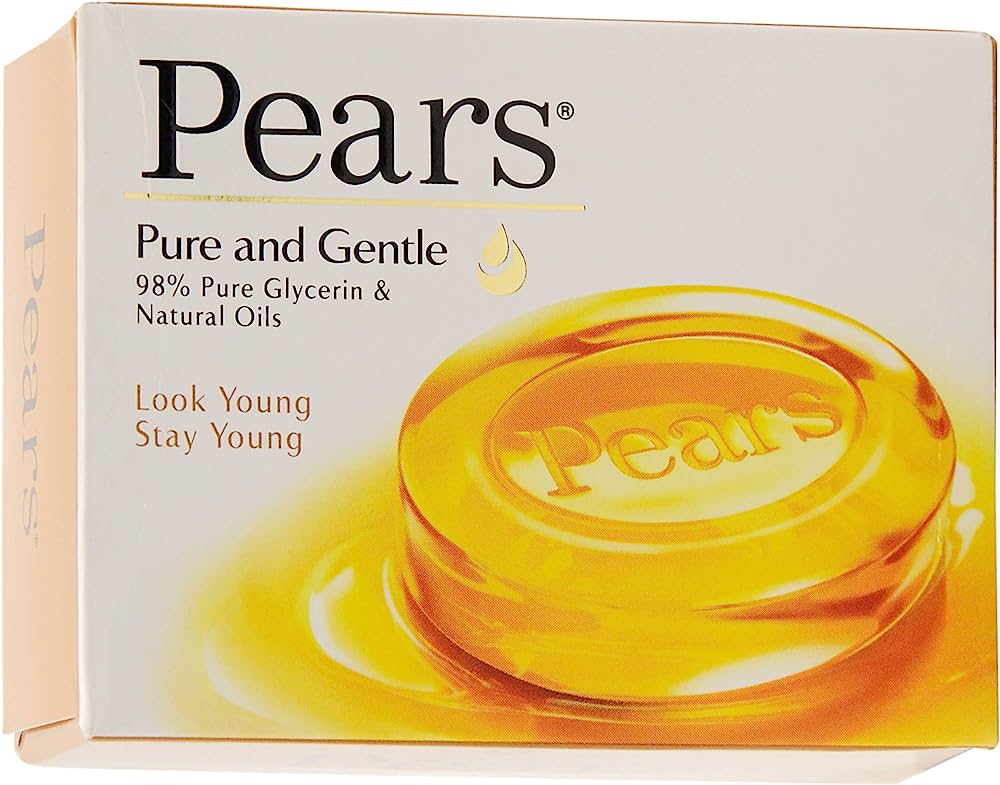 Pears®
Pure and Gentle
98% Pure Glycerin &
Natural Oils
Look Young
Stay Young
Pears
Pears®